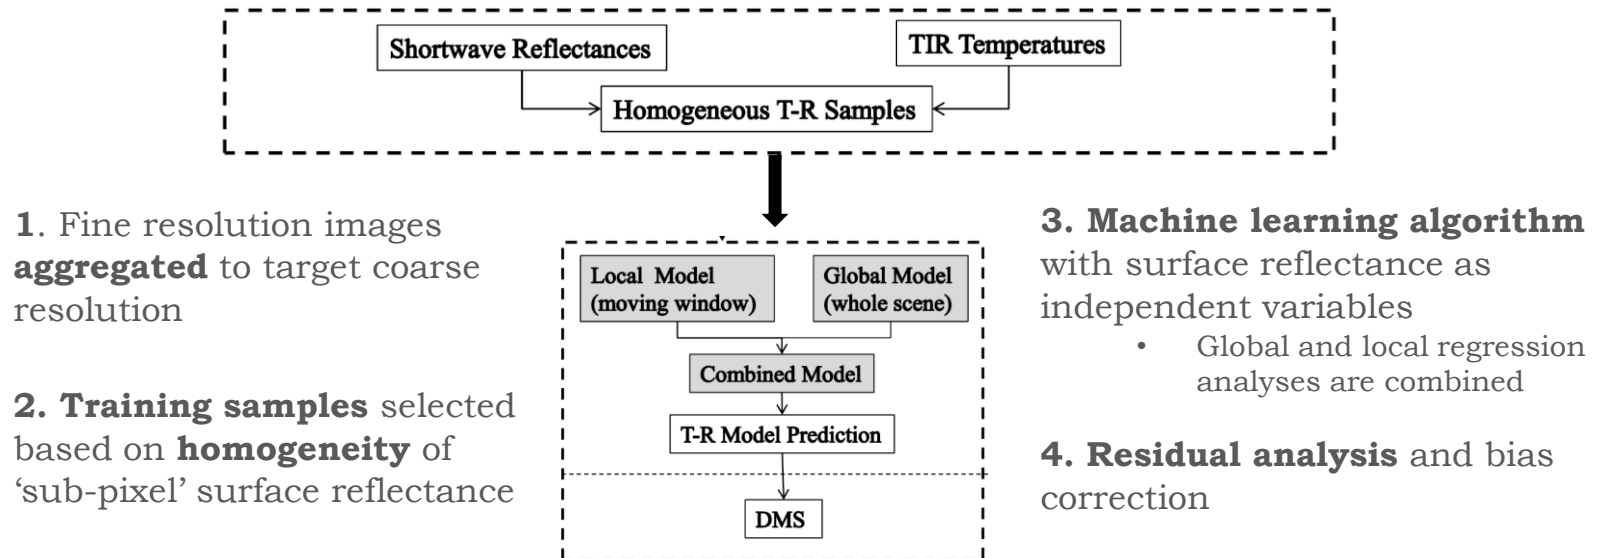 Shortwave Reflectances
TIR Temperatures
Homogeneous T-R Samples
1. Fine resolution images
aggregated to target coarse
resolution
2. Training samples selected
based on homogeneity of
‘sub-pixel’ surface reflectance
Local Model
(moving window)
Global Model
(whole scene)
Combined Model
T-R Model Prediction
DMS
3. Machine learning algorithm
with surface reflectance as
independent variables
• Global and local regression
analyses are combined
4. Residual analysis and bias
correction